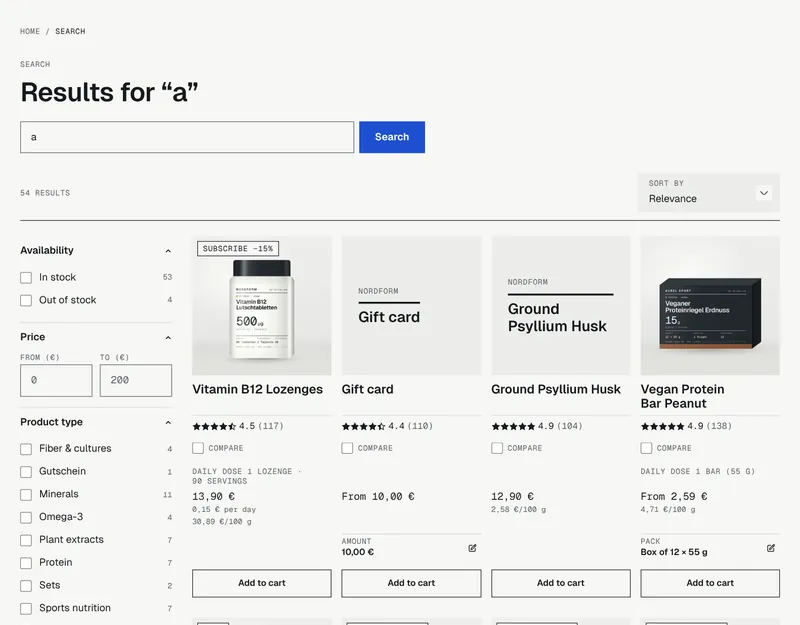 HOME / SEARCH
SEARCH
Results for “a”
a
Search
54 RESULTS
SORT BY
Relevance
Availability
In stock 53
Out of stock 4
Price
FROM (€) TO (€)
0 200
Product type
Fiber & cultures 4
Gutschein 1
Minerals 11
Omega-3 4
Plant extracts 7
Protein 7
Sets 2
Sports nutrition 7
SUBSCRIBE −15%
NORDFORM
Vitamin B12
Lutschtabletten
500µg
Vitamin B12 Lozenges
4.5 (117)
COMPARE
DAILY DOSE 1 LOZENGE ·
90 SERVINGS
13,90 €
0,15 € per day
30,89 €/100 g
Add to cart
NORDFORM
Gift card
Gift card
4.4 (110)
COMPARE
From 10,00 €
AMOUNT
10,00 €
Add to cart
NORDFORM
Ground
Psyllium Husk
Ground Psyllium Husk
4.9 (104)
COMPARE
12,90 €
2,58 €/100 g
Add to cart
Veganer
Proteinriegel Erdnuss
15
Vegan Protein
Bar Peanut
4.9 (138)
COMPARE
DAILY DOSE 1 BAR (55 G)
From 2,59 €
4,71 €/100 g
PACK
Box of 12 × 55 g
Add to cart